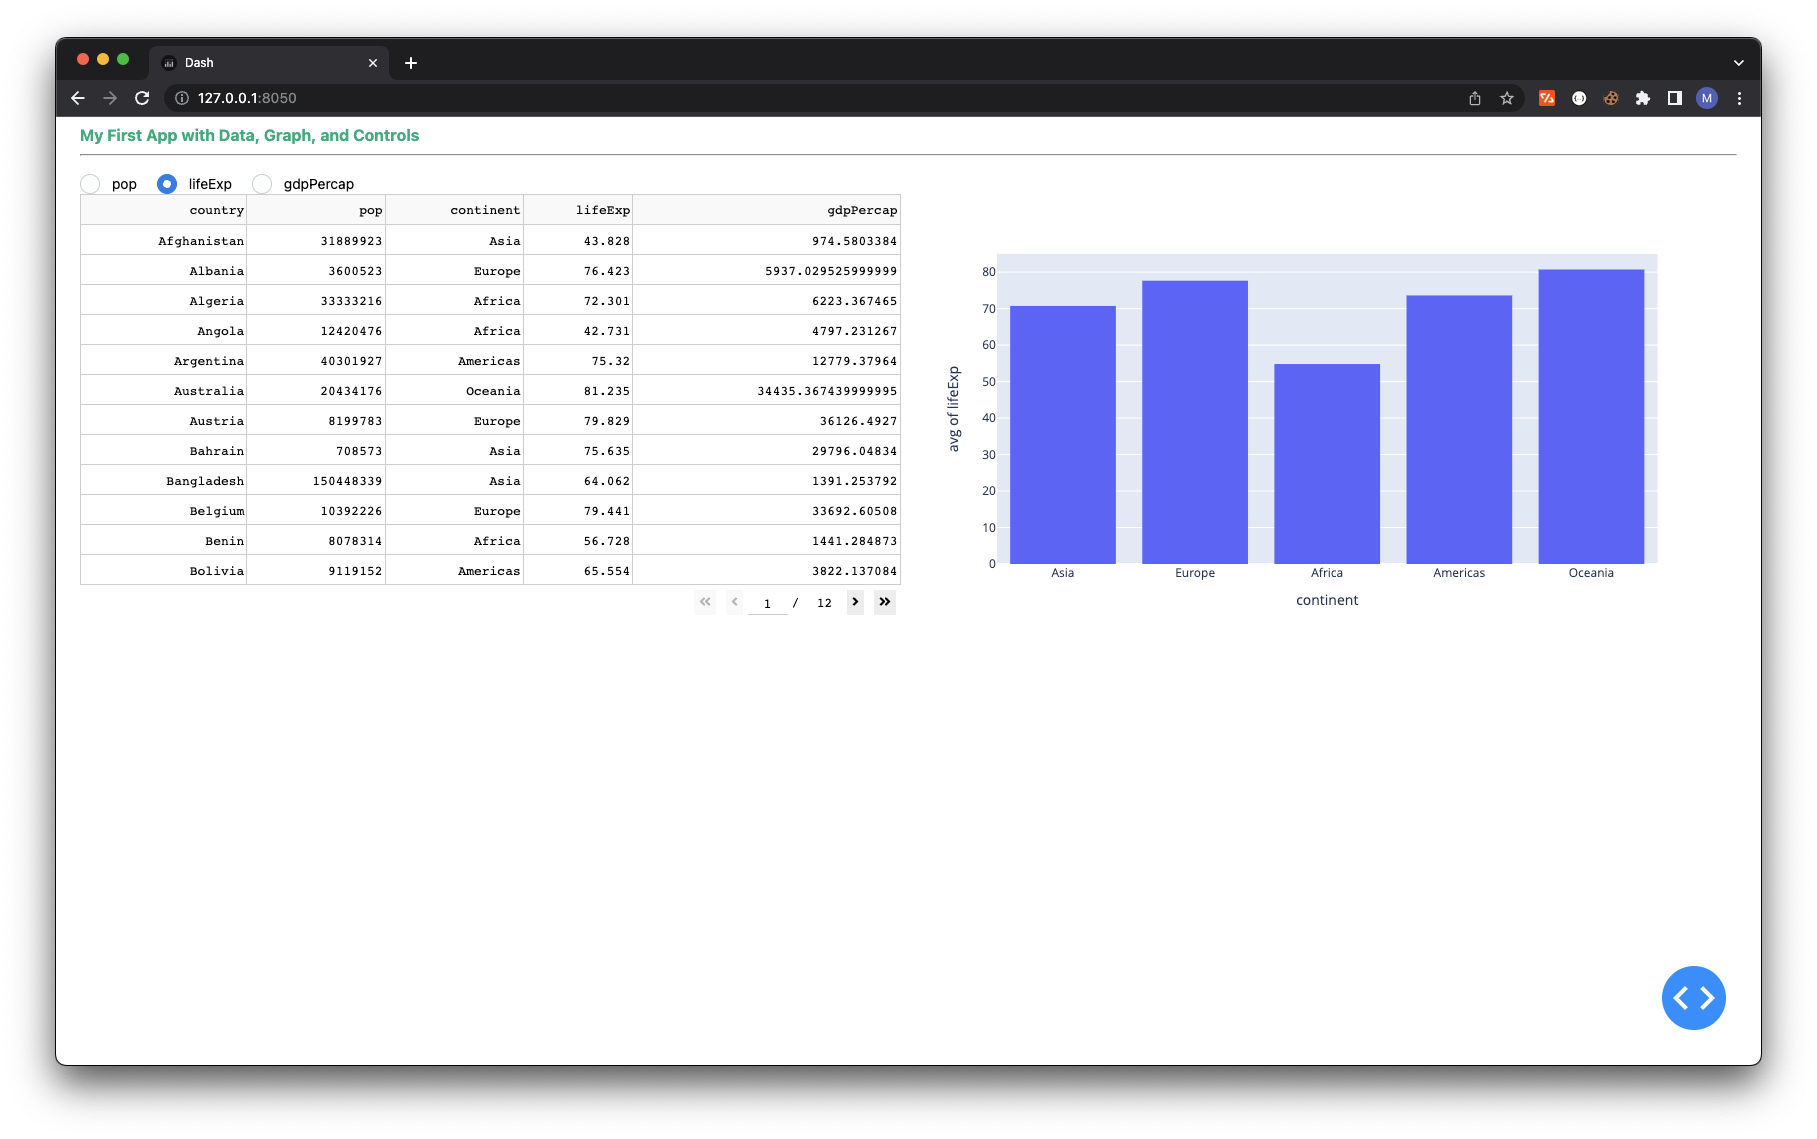 Dash
127.0.0.1:8050
M
My First App with Data, Graph, and Controls
pop lifeExp gdpPercap
country pop continent lifeExp gdpPercap
Afghanistan 31889923 Asia 43.828 974.5803384
Albania 3600523 Europe 76.423 5937.029525999999
Algeria 33333216 Africa 72.301 6223.367465
Angola 12420476 Africa 42.731 4797.231267
Argentina 40301927 Americas 75.32 12779.37964
Australia 20434176 Oceania 81.235 34435.367439999995
Austria 8199783 Europe 79.829 36126.4927
Bahrain 708573 Asia 75.635 29796.04834
Bangladesh 150448339 Asia 64.062 1391.253792
Belgium 10392226 Europe 79.441 33692.60508
Benin 8078314 Africa 56.728 1441.284873
Bolivia 9119152 Americas 65.554 3822.137084
1 / 12
avg of lifeExp
80
70
60
50
40
30
20
10
0
Asia Europe Africa Americas Oceania
continent